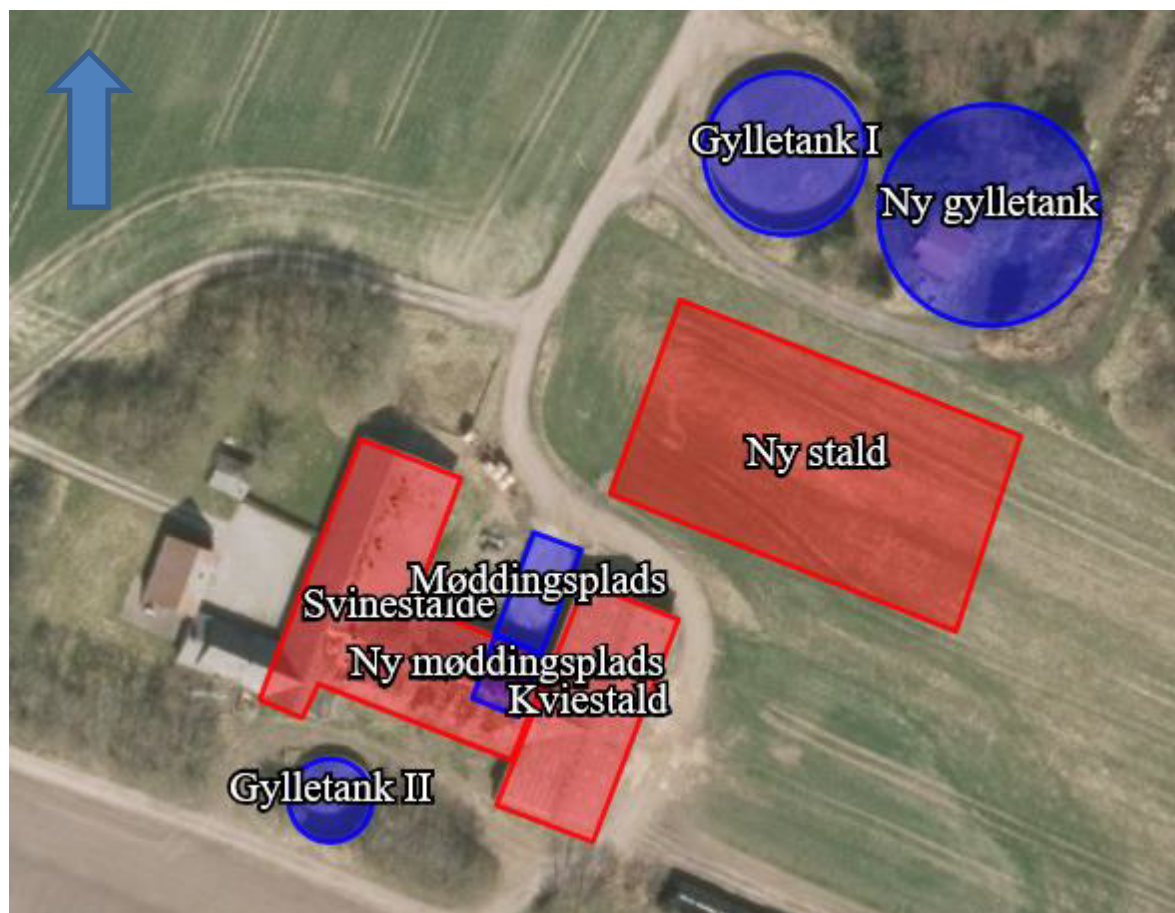 Gylletank I
Ny gylletank
Ny stald
Møddingsplads
Svinestalde
Ny møddingsplads
Kviestald
Gylletank II